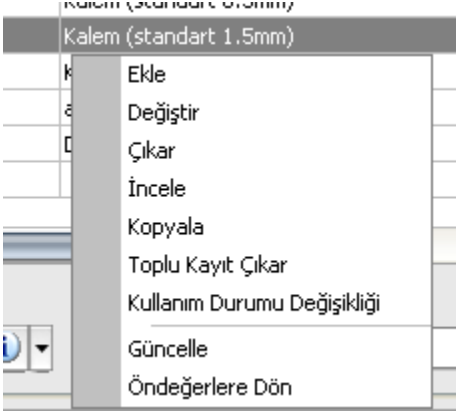 Kalem (standart 1.5mm)
Ekle
Değiştir
Çıkar
İncele
Kopyala
Toplu Kayıt Çıkar
Kullanım Durumu Değişikliği
Güncelle
Öndeğerlere Dön